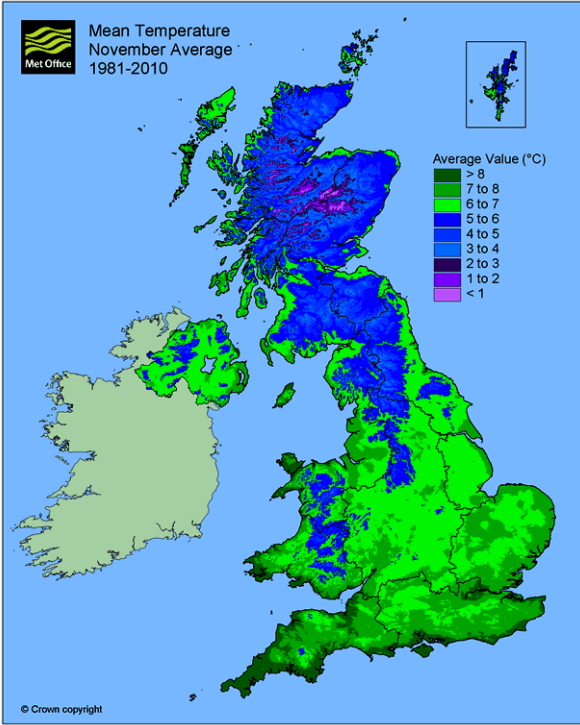 Met Office
Mean Temperature
November Average
1981-2010
Average Value (°C)
> 8
7 to 8
6 to 7
5 to 6
4 to 5
3 to 4
2 to 3
1 to 2
< 1
© Crown copyright